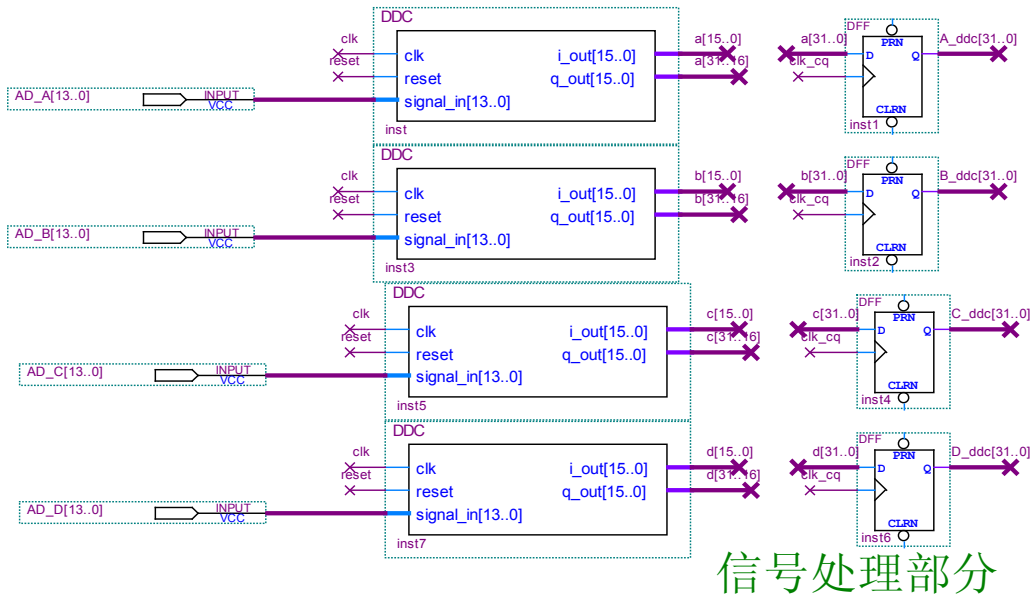 DDC
clk
reset
AD_A[13..0]
INPUT
VCC
clk
reset
signal_in[13..0]
i_out[15..0]
q_out[15..0]
inst
a[15..0]
a[31..16]
DFF
a[31..0]
clk_cq
D
PRN
Q
CLRN
inst1
A_ddc[31..0]
DDC
clk
reset
AD_B[13..0]
INPUT
VCC
clk
reset
signal_in[13..0]
i_out[15..0]
q_out[15..0]
inst3
b[15..0]
b[31..16]
DFF
b[31..0]
clk_cq
D
PRN
Q
CLRN
inst2
B_ddc[31..0]
DDC
clk
reset
AD_C[13..0]
INPUT
VCC
clk
reset
signal_in[13..0]
i_out[15..0]
q_out[15..0]
inst5
c[15..0]
c[31..16]
DFF
c[31..0]
clk_cq
D
PRN
Q
CLRN
inst4
C_ddc[31..0]
DDC
clk
reset
AD_D[13..0]
INPUT
VCC
clk
reset
signal_in[13..0]
i_out[15..0]
q_out[15..0]
inst7
d[15..0]
d[31..16]
DFF
d[31..0]
clk_cq
D
PRN
Q
CLRN
inst6
D_ddc[31..0]
信号处理部分